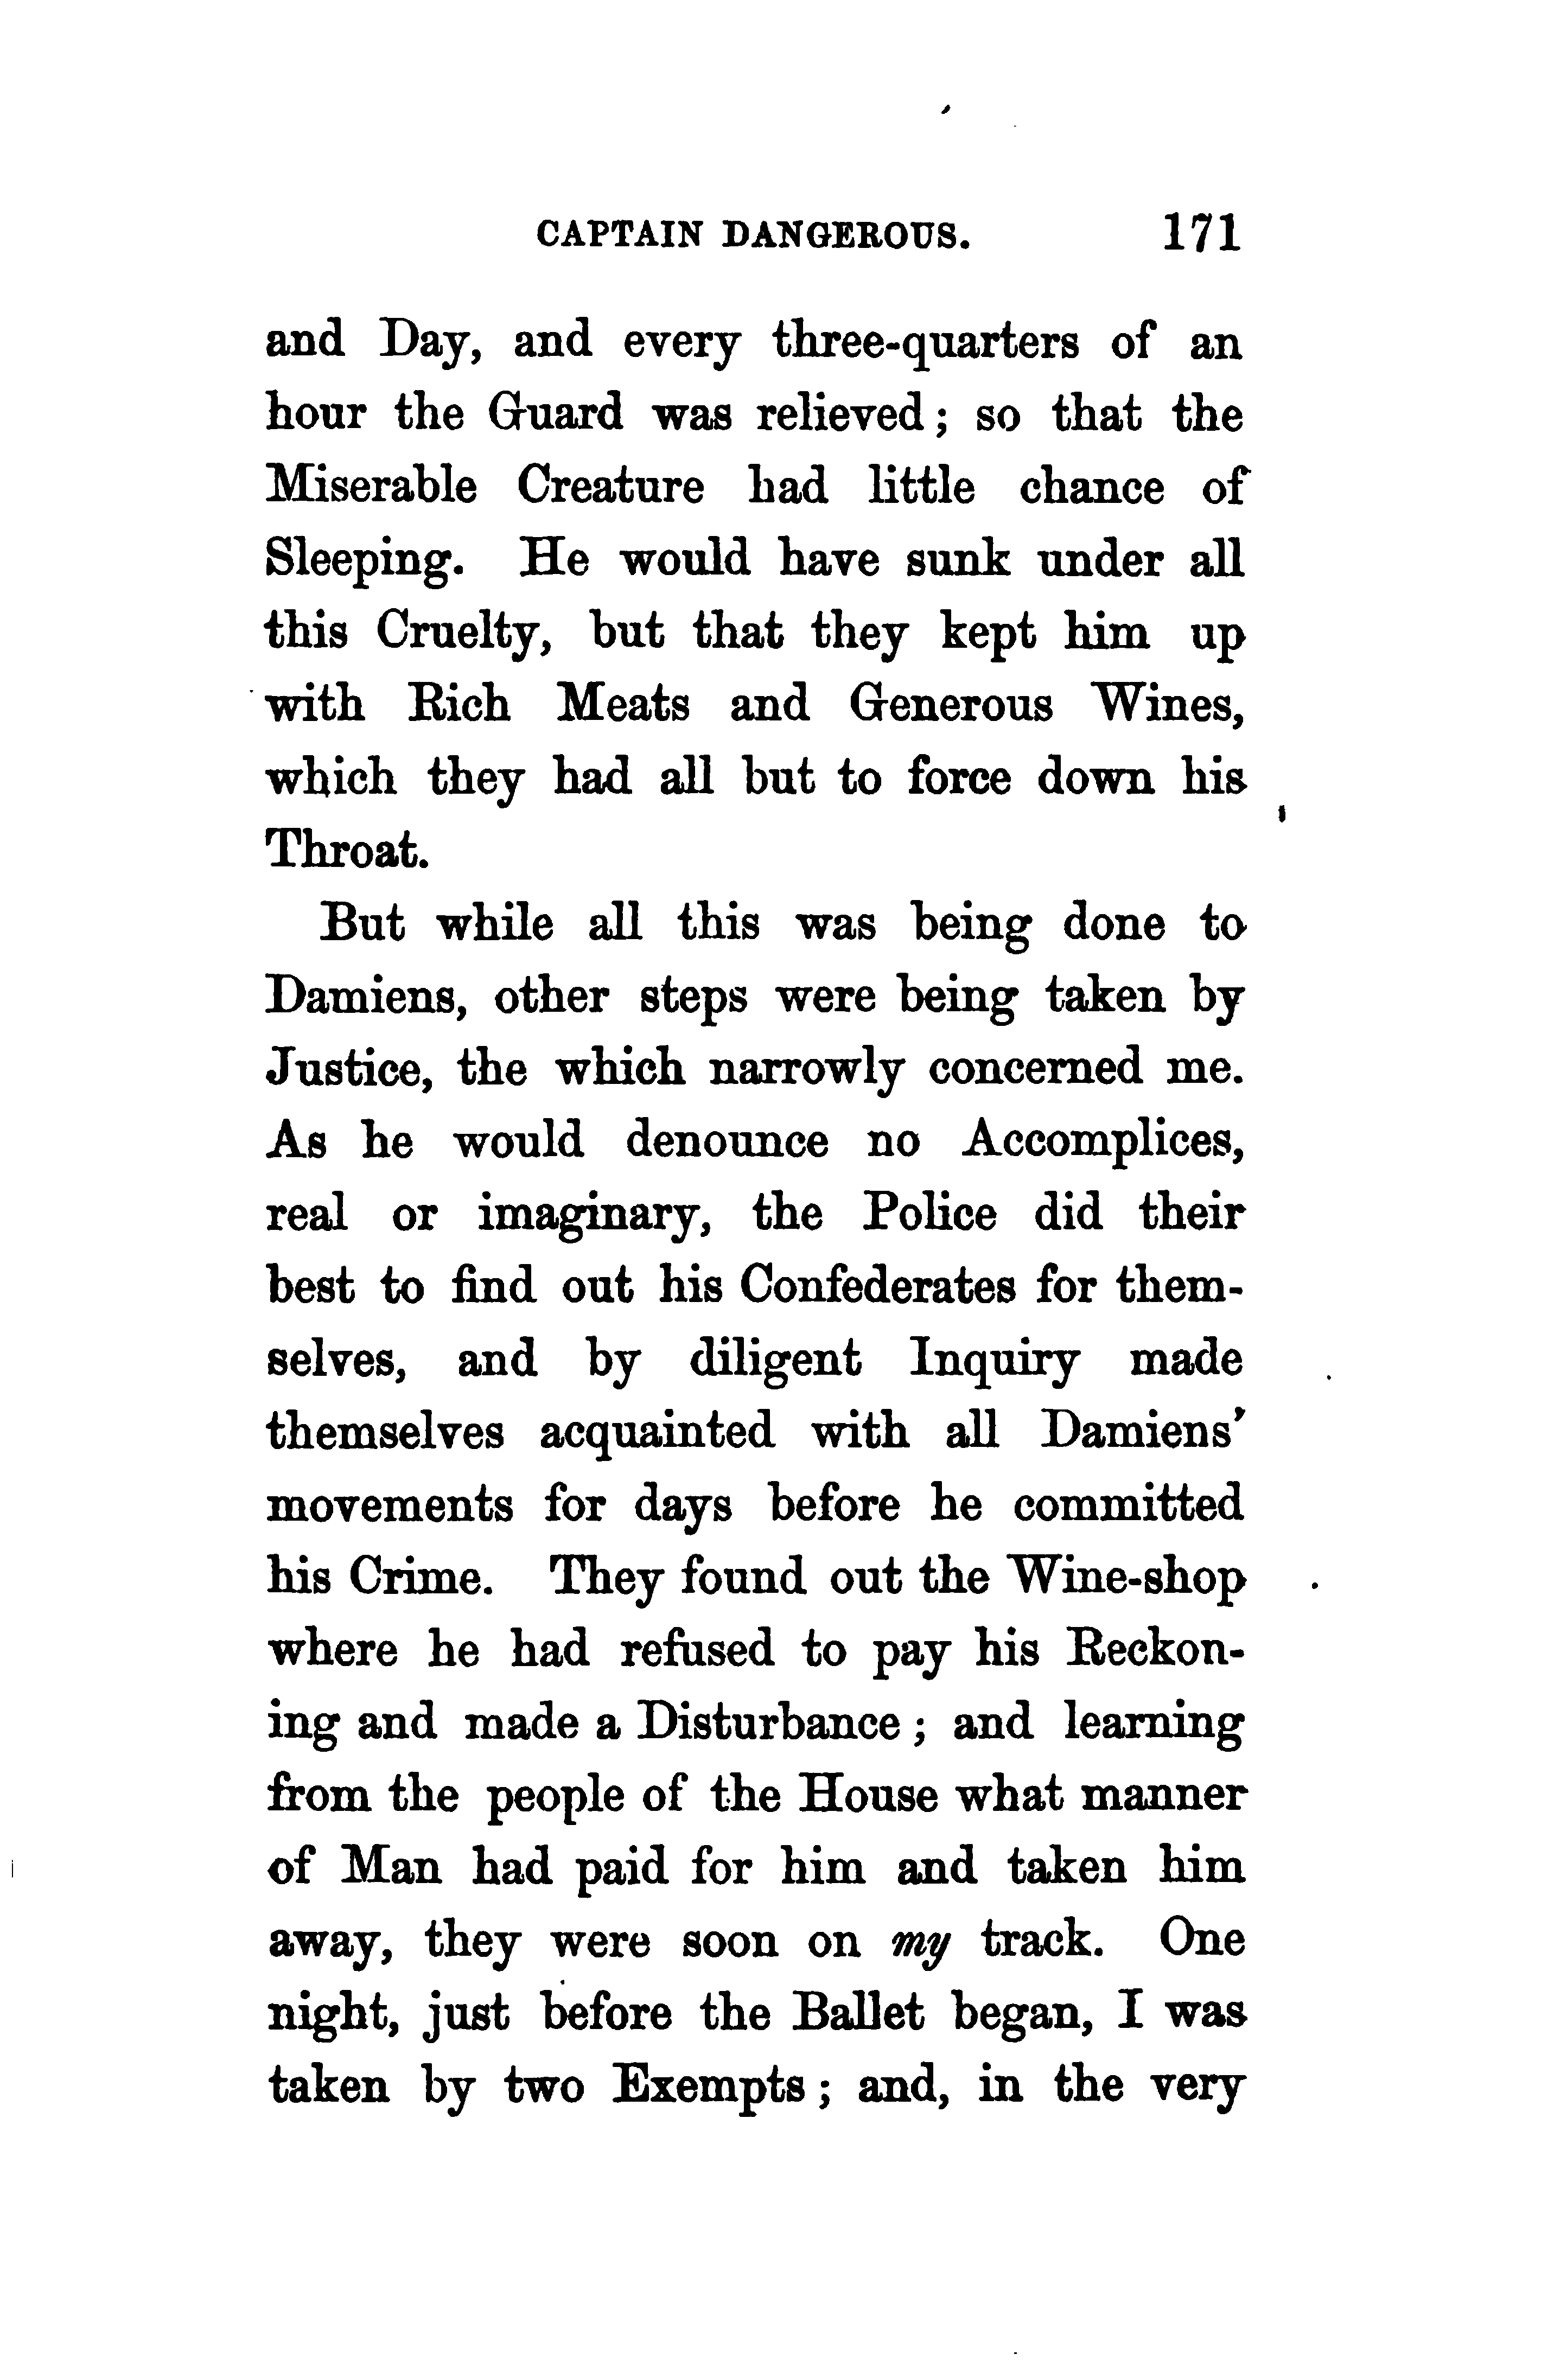 CAPTAIN DANGEROUS. 171
and Day, and every three-quarters of an
hour the Guard was relieved; so that the
Miserable Creature had little chance of
Sleeping. He would have sunk under all
this Cruelty, but that they kept him up
with Rich Meats and Generous Wines,
which they had all but to force down his
Throat.
But while all this was being done to
Damiens, other steps were being taken by
Justice, the which narrowly concerned me.
As he would denounce no Accomplices,
real or imaginary, the Police did their
best to find out his Confederates for them-
selves, and by diligent Inquiry made
themselves acquainted with all Damiens'
movements for days before he committed
his Crime. They found out the Wine-shop
where he had refused to pay his Reckon-
ing and made a Disturbance; and learning
from the people of the House what manner
of Man had paid for him and taken him
away, they were soon on my track. One
night, just before the Ballet began, I was
taken by two Exempts; and, in the very